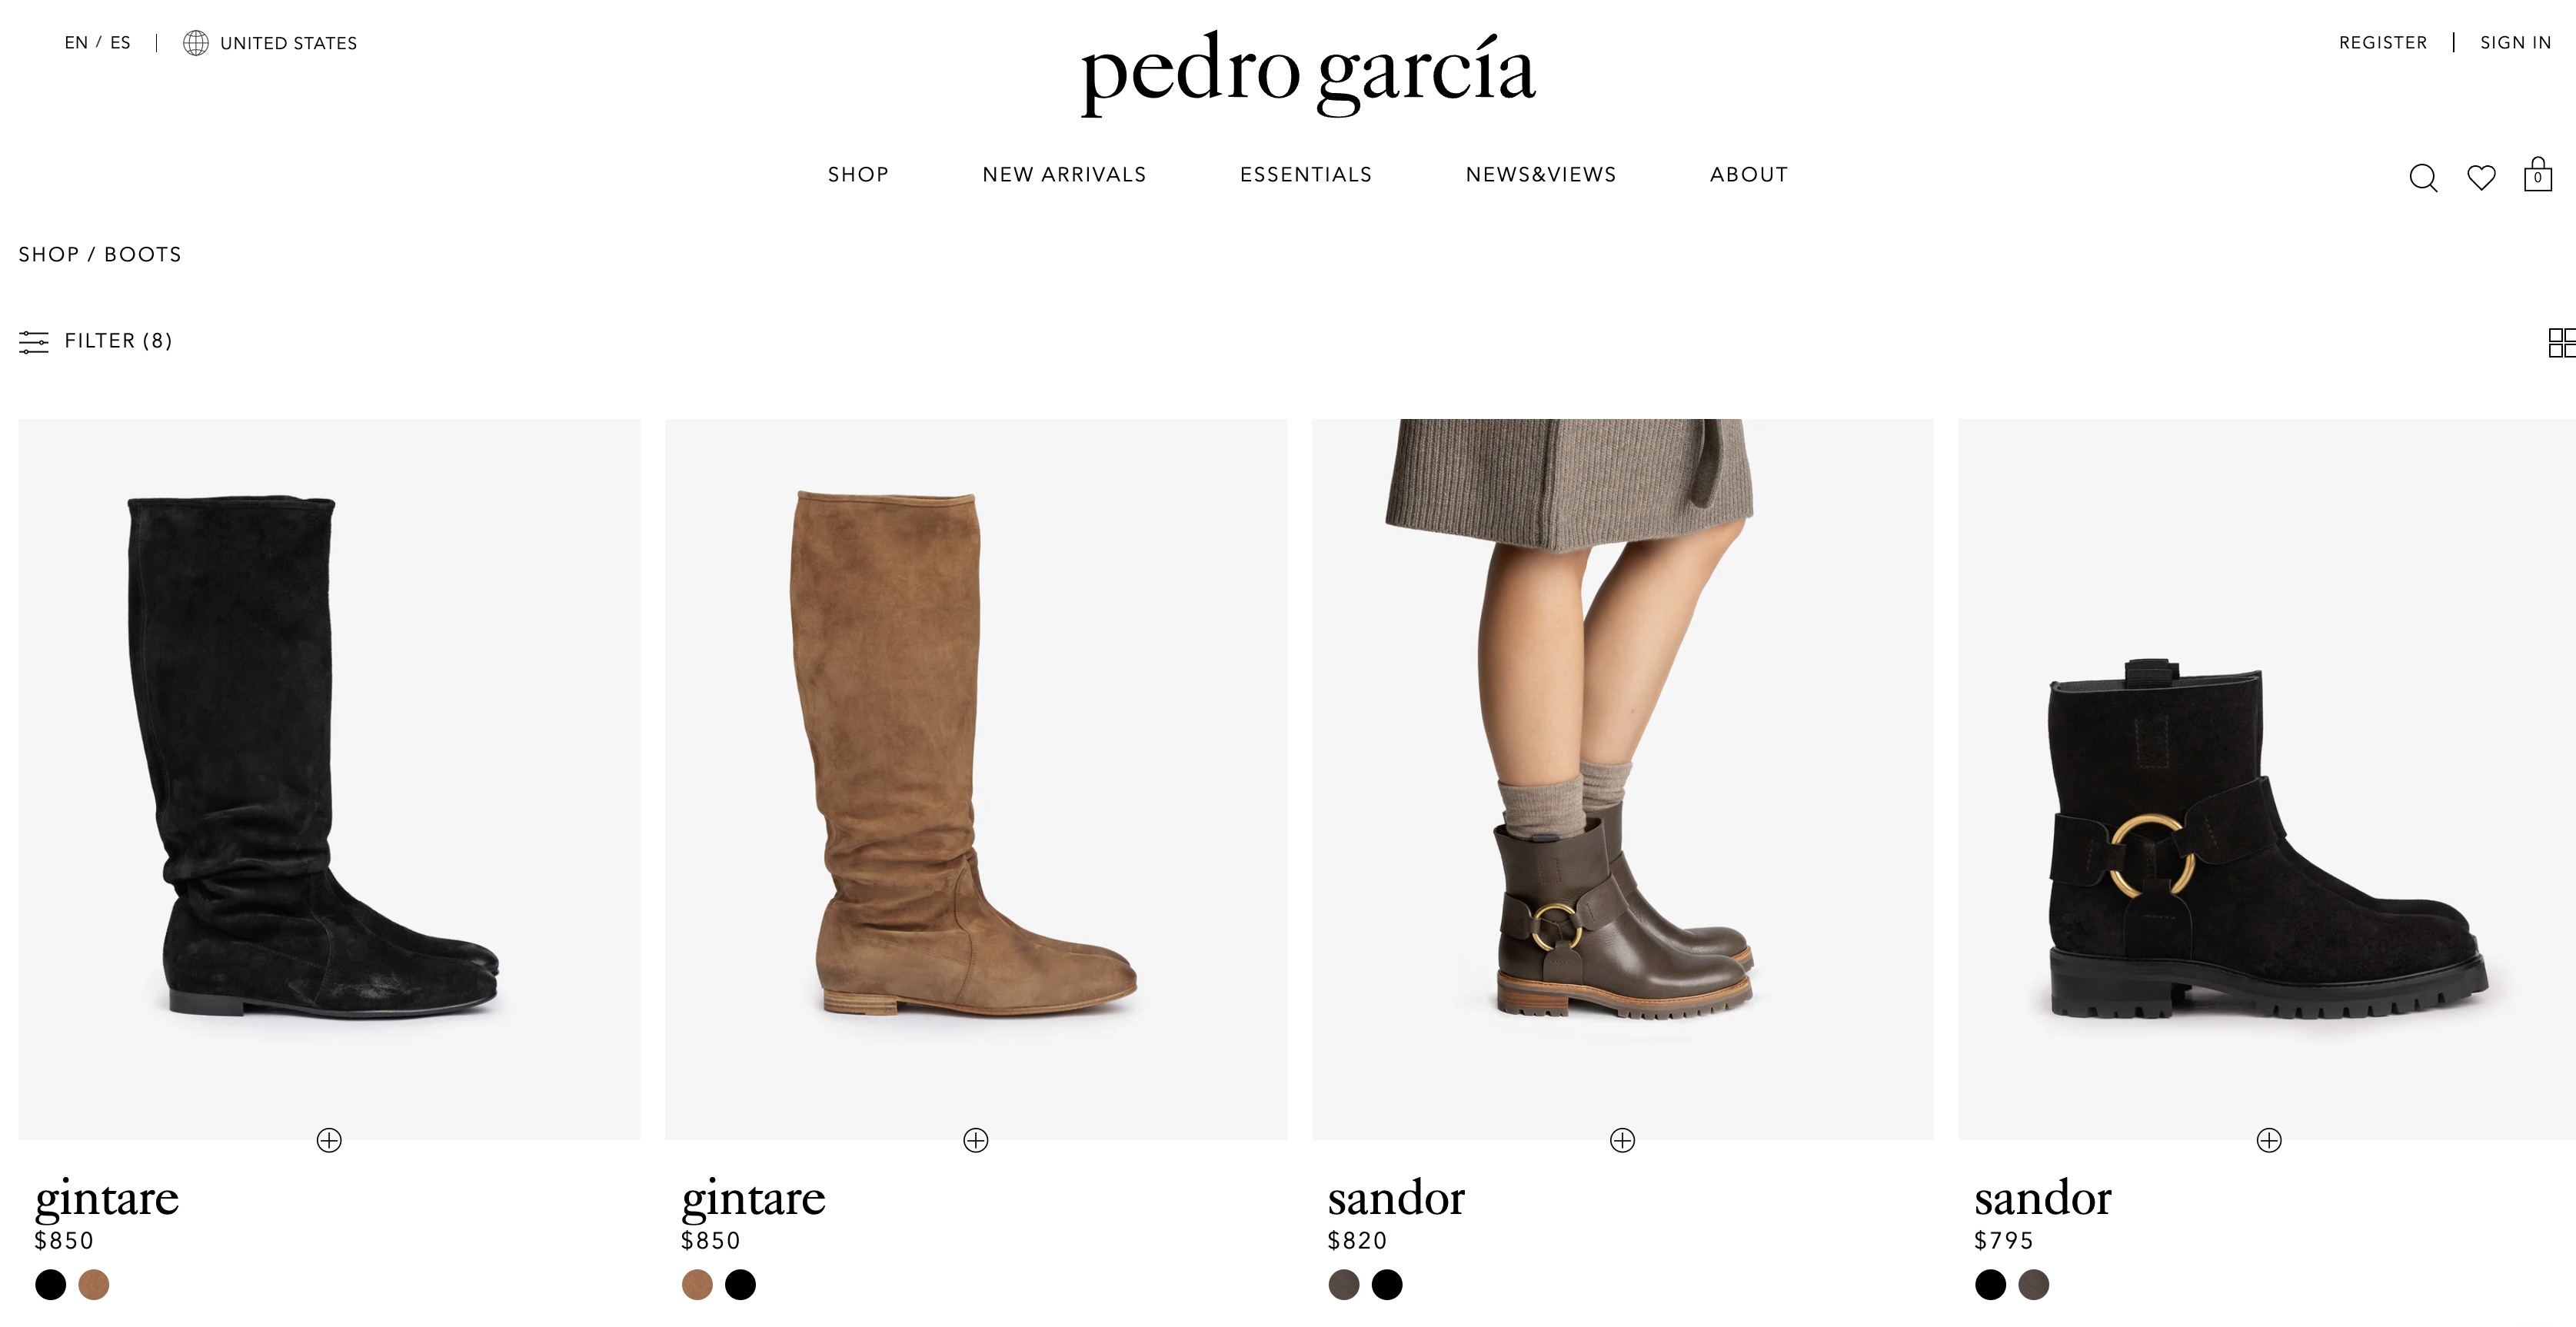 EN / ES | UNITED STATES
pedro garcía
REGISTER | SIGN IN
SHOP NEW ARRIVALS ESSENTIALS NEWS&VIEWS ABOUT
0
SHOP / BOOTS
FILTER (8)
gintare
$850
gintare
$850
sandor
$820
sandor
$795